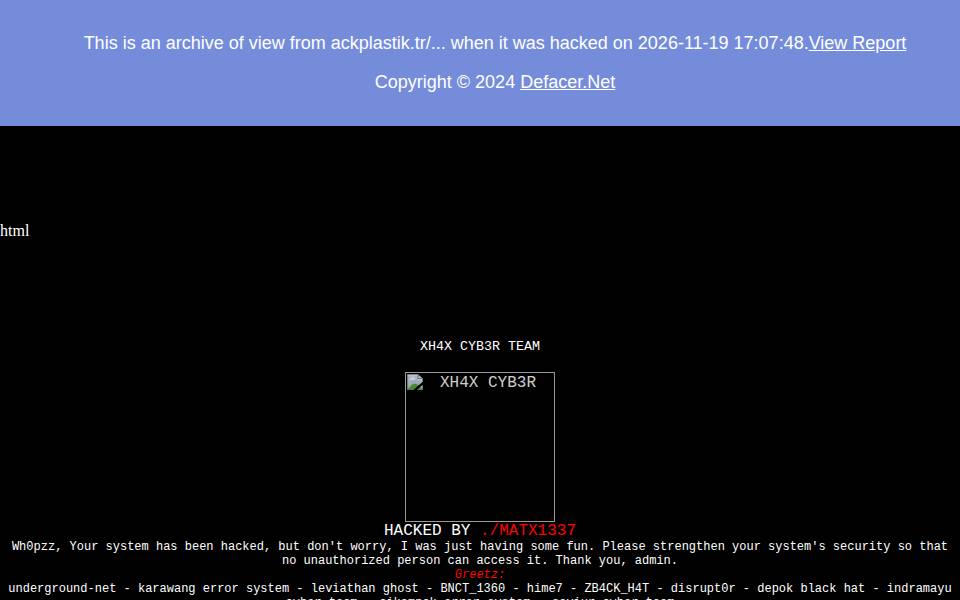 This is an archive of view from ackplastik.tr/... when it was hacked on 2026-11-19 17:07:48.View Report
Copyright © 2024 Defacer.Net
html
XH4X CYB3R TEAM
XH4X CYB3R
HACKED BY ./MATX1337
Wh0pzz, Your system has been hacked, but don't worry, I was just having some fun. Please strengthen your system's security so that
no unauthorized person can access it. Thank you, admin.
Greetz:
underground-net - karawang error system - leviathan ghost - BNCT_1360 - hime7 - ZB4CK_H4T - disrupt0r - depok black hat - indramayu